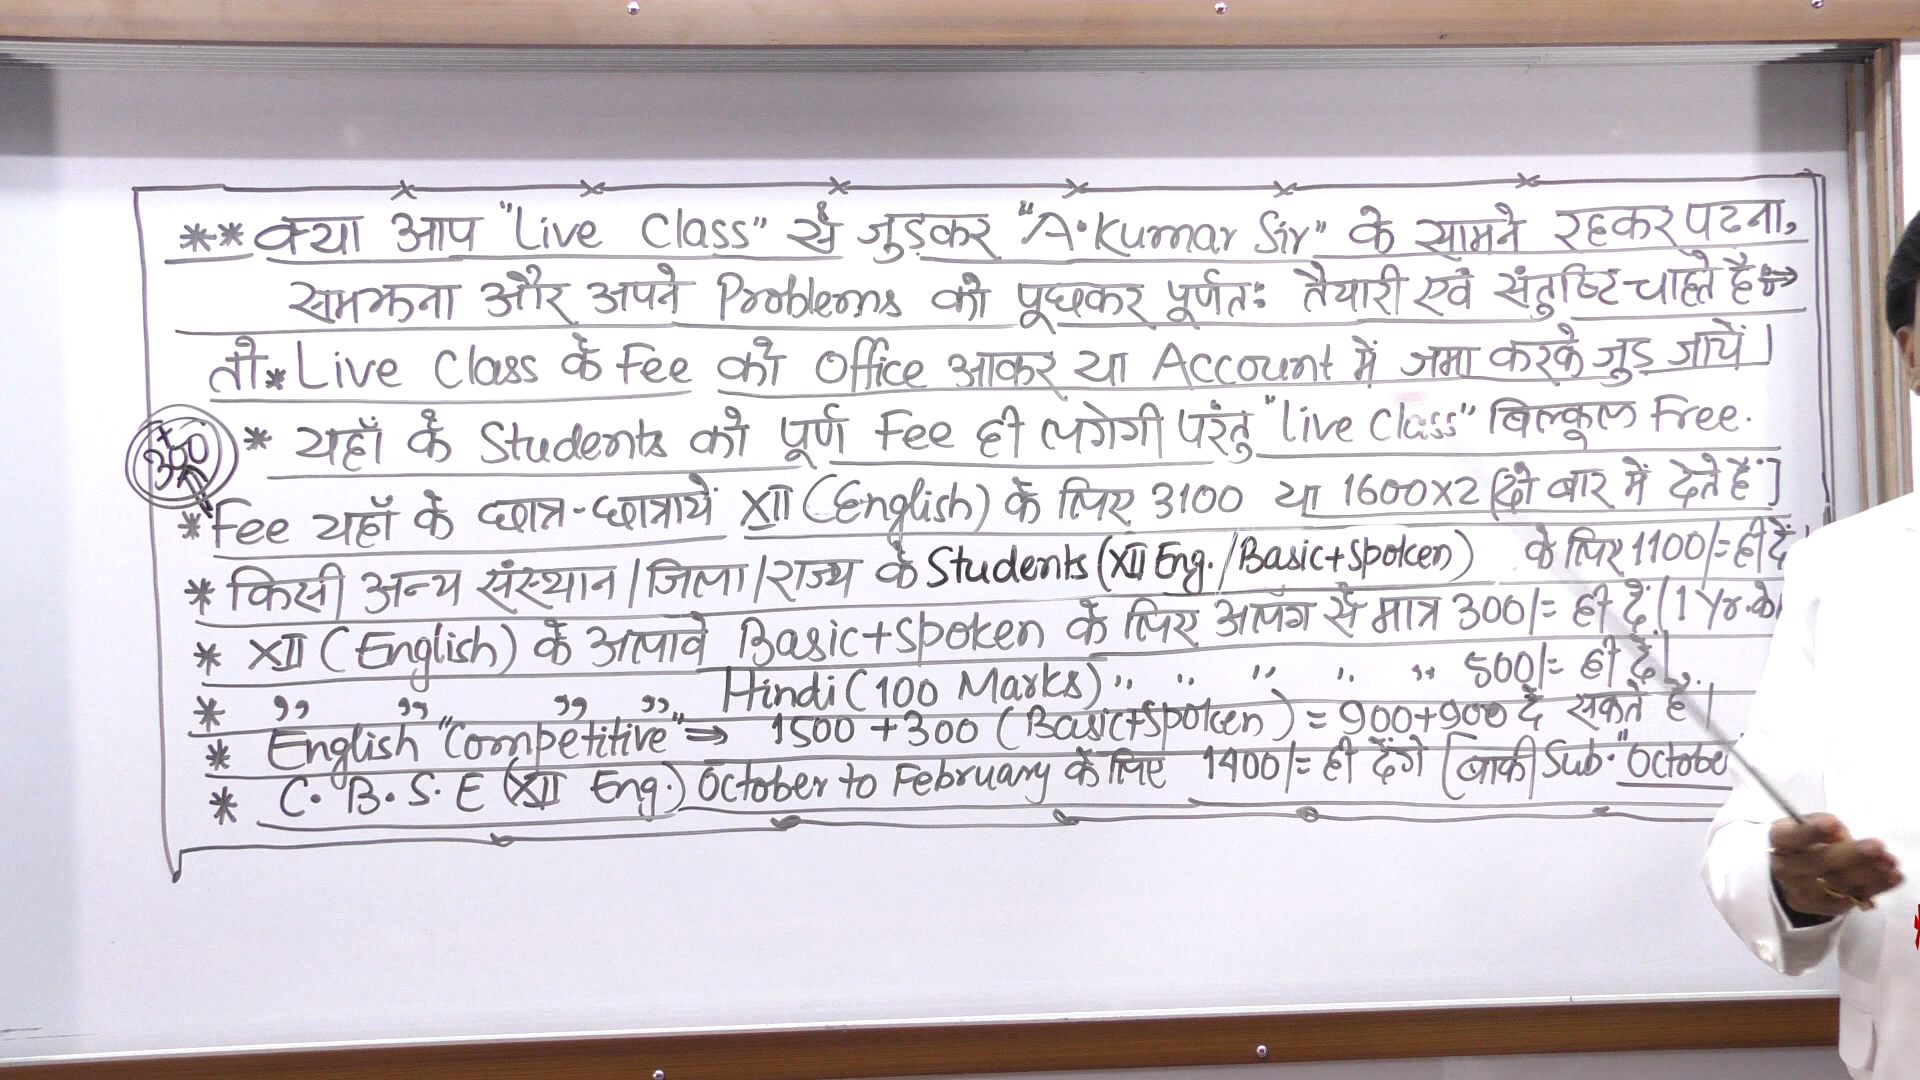 ** क्या आप "Live Class" से जुड़कर "A.Kumar Sir" के सामने रहकर पढना,
समझना और अपने Problems को पूछकर पूर्णतः तैयारी एवं संतुष्टि चाहते है
तो * Live Class के Fee को Office आकर या Account में जमा करके जुड़ जायें।
* यहाँ के Students को पूर्ण Fee ही लगेगी परंतु "Live Class" बिल्कुल Free.
300
* Fee यहाँ के छात्र-छात्रायें XII (English) के लिए 3100 या 1600x2 [दो बार में देते हैं]
* किसी अन्य संस्थान/जिला/राज्य के Students (XII Eng./Basic+Spoken) के लिए 1100/= ही दें
* XII (English) के अलावे Basic+Spoken के लिए अलग से मात्र 300/= ही दें (1 Yr. के
* ,, ,, ,, ,, Hindi (100 Marks) ,, ,, ,, ,, ,, 500/= ही दें।
* English "Competitive" ⇒ 1500 + 300 (Basic+Spoken) = 900+900 दे सकते है।
* C.B.S.E (XII Eng.) October to February के लिए 1400/= ही देंगे [बाकी Sub. "Octobe